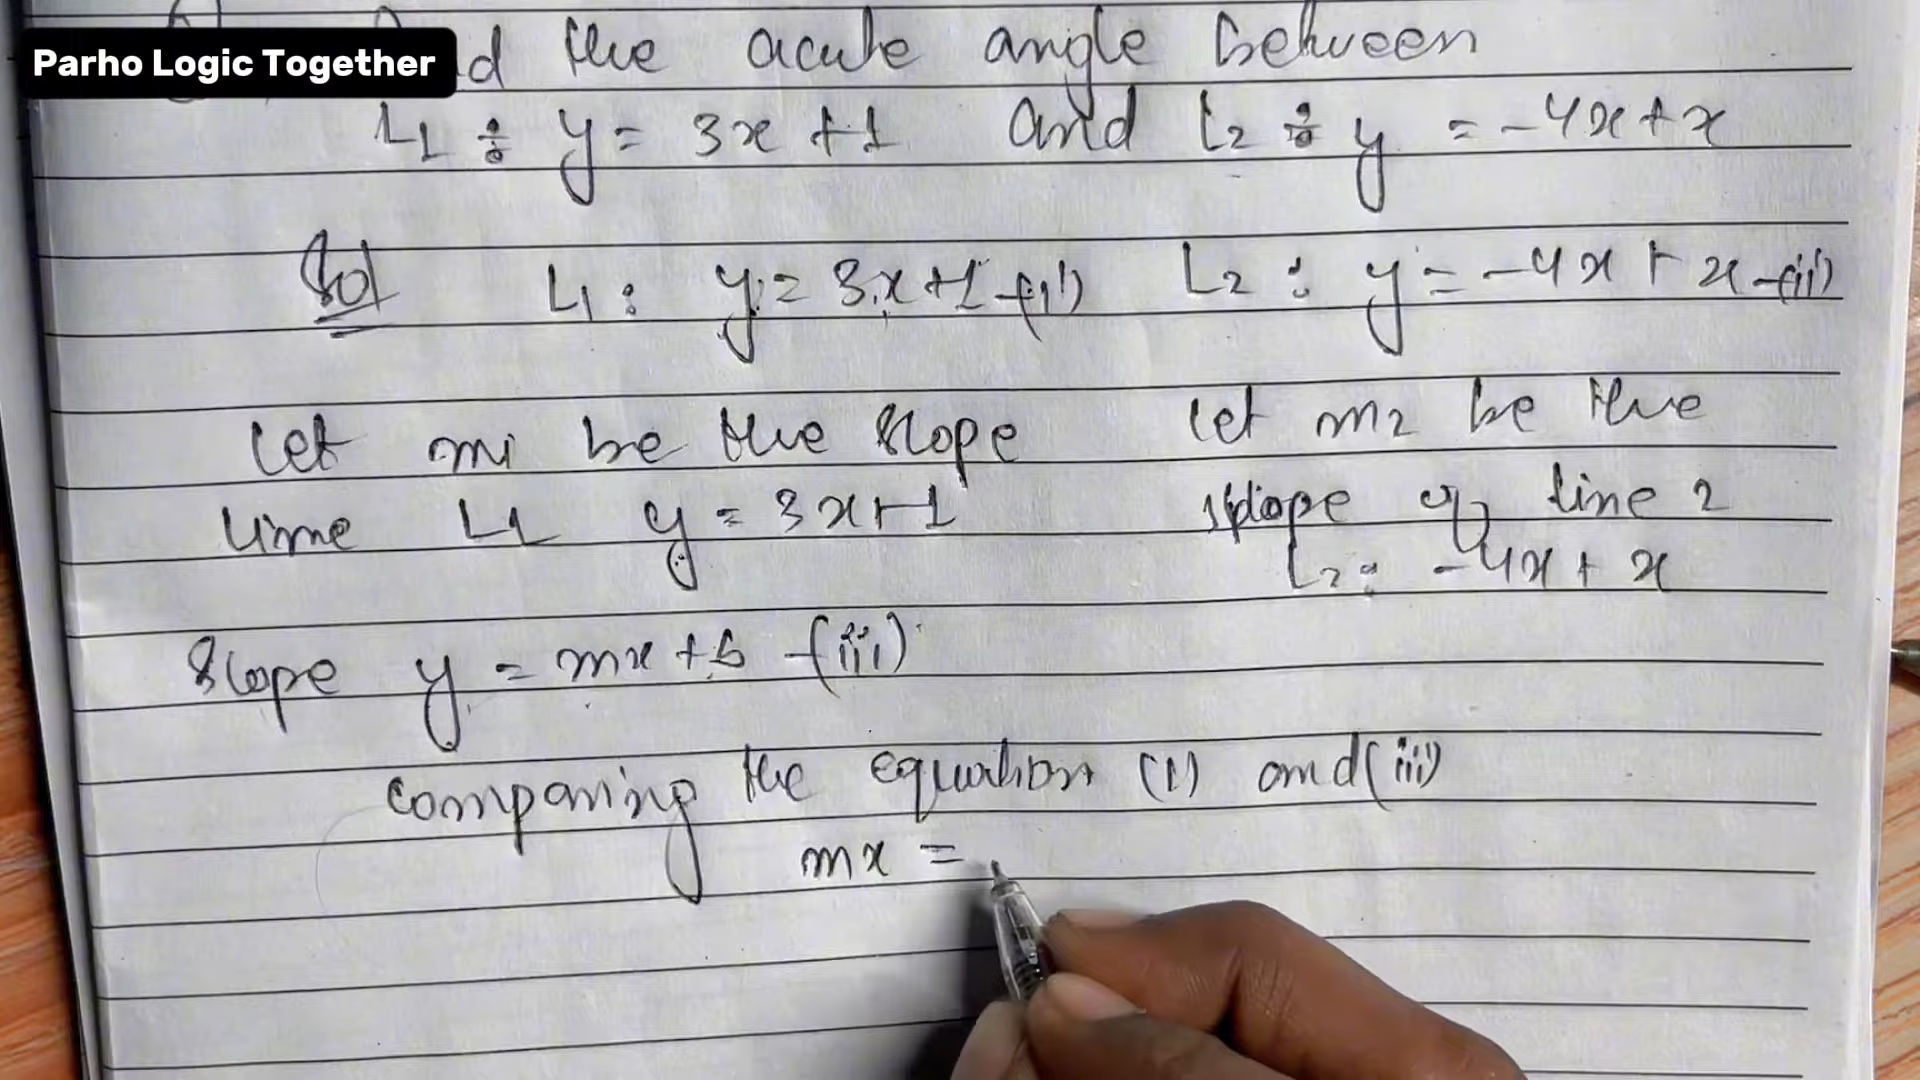 Parho Logic Together
the acute angle between
L1 ÷ y = 3x + 1 and L2 ÷ y = -4x + x
Sol L1 : y = 3x + 1 -(i) L2 : y = -4x + x -(ii)
Let m1 be the slope
let m2 be the
line L1 y = 3x + 1
slope of line 2
L2: -4x + x
Slope y = mx + b -(iii)
comparing the equation (1) and (iii)
mx =